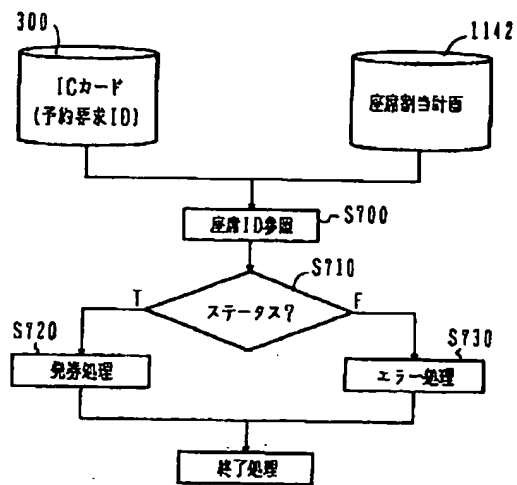 300
1142
ICカード
(予約要求ID)
座席割当計画
座席ID参照
S700
S710
T
ステータス?
F
S720
発券処理
S730
エラー処理
終了処理